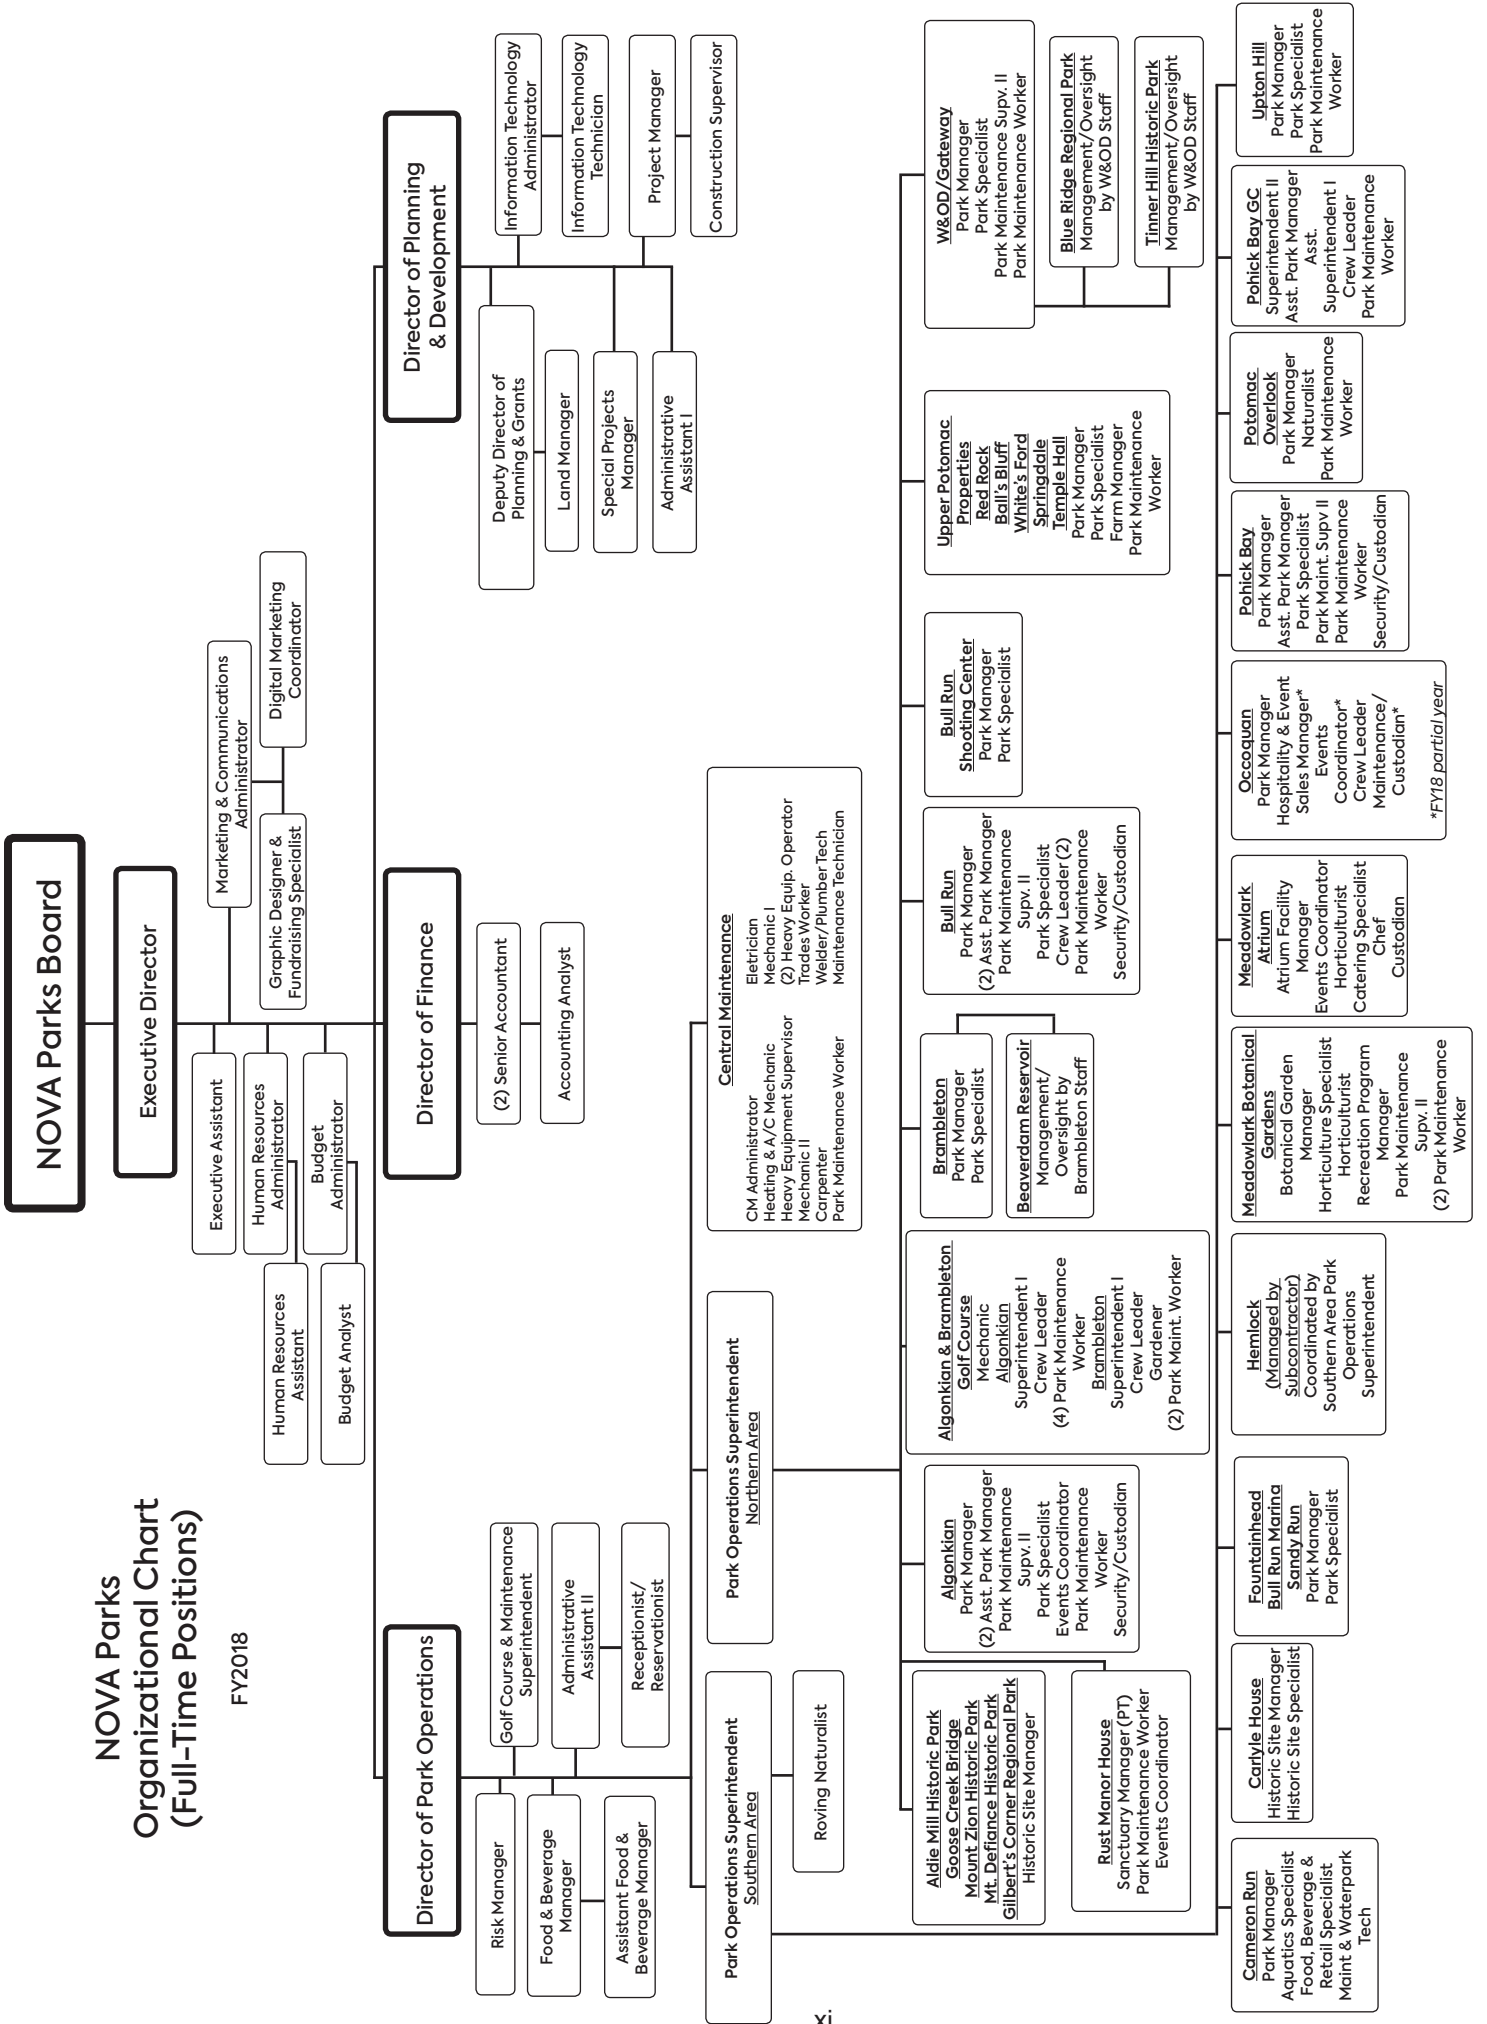 NOVA Parks
Organizational Chart
(Full-Time Positions)
FY2018
NOVA Parks Board
Executive Director
Executive Assistant
Human Resources
Administrator
Human Resources
Assistant
Budget
Administrator
Budget Analyst
Marketing & Communications
Administrator
Graphic Designer &
Fundraising Specialist
Digital Marketing
Coordinator
Director of Park Operations
Director of Finance
Director of Planning
& Development
Risk Manager
Golf Course & Maintenance
Superintendent
Food & Beverage
Manager
Administrative
Assistant II
Assistant Food &
Beverage Manager
Receptionist/
Reservationist
(2) Senior Accountant
Accounting Analyst
Deputy Director of
Planning & Grants
Land Manager
Special Projects
Manager
Administrative
Assistant I
Information Technology
Administrator
Information Technology
Technician
Project Manager
Construction Supervisor
Park Operations Superintendent
Southern Area
Roving Naturalist
Park Operations Superintendent
Northern Area
Central Maintenance
CM Administrator
Heating & A/C Mechanic
Heavy Equipment Supervisor
Mechanic II
Carpenter
Park Maintenance Worker
Eletrician
Mechanic I
(2) Heavy Equip. Operator
Trades Worker
Welder/Plumber Tech
Maintenance Technician
Aldie Mill Historic Park
Goose Creek Bridge
Mount Zion Historic Park
Mt. Defiance Historic Park
Gilbert's Corner Regional Park
Historic Site Manager
Rust Manor House
Sanctuary Manager (PT)
Park Maintenance Worker
Events Coordinator
Algonkian
Park Manager
(2) Asst. Park Manager
Park Maintenance
Supv. II
Park Specialist
Events Coordinator
Park Maintenance
Worker
Security/Custodian
Algonkian & Brambleton
Golf Course
Mechanic
Algonkian
Superintendent I
Crew Leader
(4) Park Maintenance
Worker
Brambleton
Superintendent I
Crew Leader
Gardener
(2) Park Maint. Worker
Brambleton
Park Manager
Park Specialist
Beaverdam Reservoir
Management/
Oversight by
Brambleton Staff
Bull Run
Park Manager
(2) Asst. Park Manager
Park Maintenance
Supv. II
Park Specialist
Crew Leader (2)
Park Maintenance
Worker
Security/Custodian
Bull Run
Shooting Center
Park Manager
Park Specialist
Upper Potomac
Properties
Red Rock
Ball's Bluff
White's Ford
Springdale
Temple Hall
Park Manager
Park Specialist
Farm Manager
Park Maintenance
Worker
W&OD/Gateway
Park Manager
Park Specialist
Park Maintenance Supv. II
Park Maintenance Worker
Blue Ridge Regional Park
Management/Oversight
by W&OD Staff
Tinner Hill Historic Park
Management/Oversight
by W&OD Staff
Cameron Run
Park Manager
Aquatics Specialist
Food, Beverage &
Retail Specialist
Maint & Waterpark
Tech
Carlyle House
Historic Site Manager
Historic Site Specialist
Fountainhead
Bull Run Marina
Sandy Run
Park Manager
Park Specialist
Hemlock
(Managed by
Subcontractor)
Coordinated by
Southern Area Park
Operations
Superintendent
Meadowlark Botanical
Gardens
Botanical Garden
Manager
Horticulture Specialist
Horticulturist
Recreation Program
Manager
Park Maintenance
Supv. II
(2) Park Maintenance
Worker
Meadowlark
Atrium
Atrium Facility
Manager
Events Coordinator
Horticulturist
Catering Specialist
Chef
Custodian
Occoquan
Park Manager
Hospitality & Event
Sales Manager*
Events
Coordinator*
Crew Leader
Maintenance/
Custodian*
*FY18 partial year
Pohick Bay
Park Manager
Asst. Park Manager
Park Specialist
Park Maint. Supv II
Park Maintenance
Worker
Security/Custodian
Potomac
Overlook
Park Manager
Naturalist
Park Maintenance
Worker
Pohick Bay GC
Superintendent II
Asst. Park Manager
Asst.
Superintendent I
Crew Leader
Park Maintenance
Worker
Upton Hill
Park Manager
Park Specialist
Park Maintenance
Worker
xi